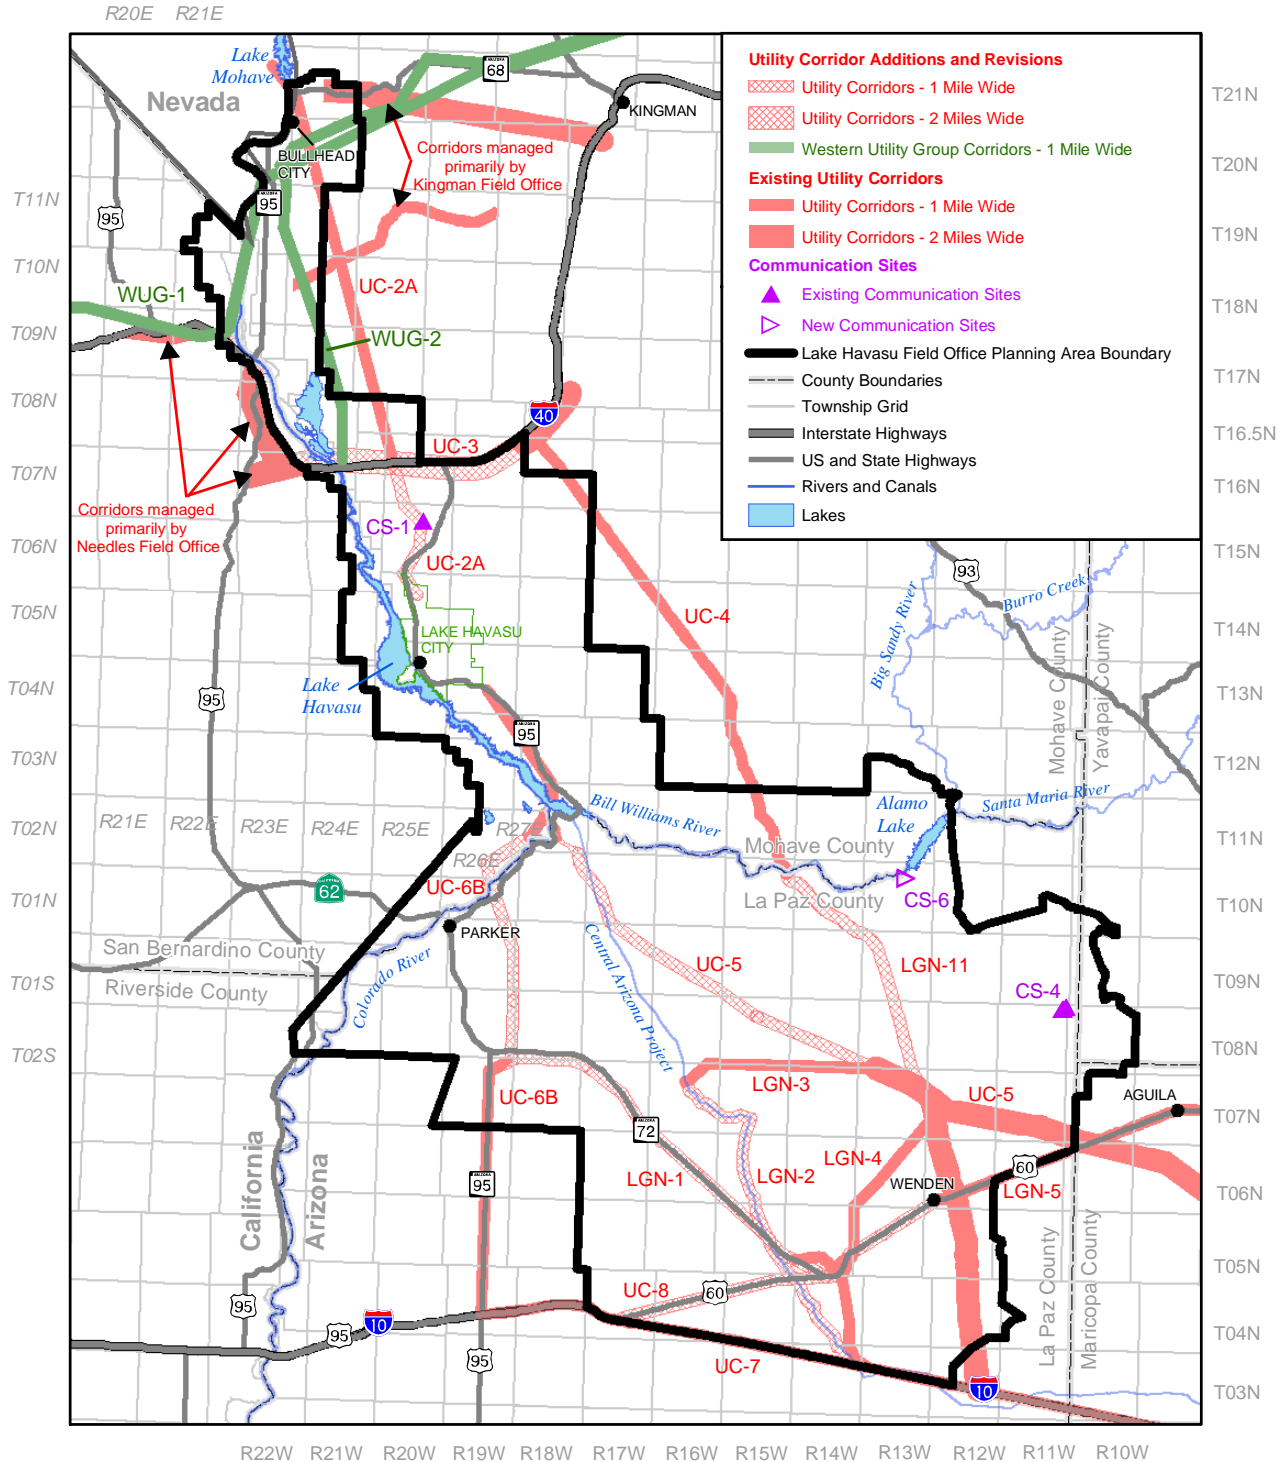 R20E
R21E
Lake
Mohave
Nevada
ARIZONA
68
KINGMAN
BULLHEAD
CITY
Corridors managed
primarily by
Kingman Field Office
ARIZONA
95
95
WUG-1
UC-2A
WUG-2
Utility Corridor Additions and Revisions
Utility Corridors - 1 Mile Wide
Utility Corridors - 2 Miles Wide
Western Utility Group Corridors - 1 Mile Wide
Existing Utility Corridors
Utility Corridors - 1 Mile Wide
Utility Corridors - 2 Miles Wide
Communication Sites
Existing Communication Sites
New Communication Sites
Lake Havasu Field Office Planning Area Boundary
County Boundaries
Township Grid
Interstate Highways
US and State Highways
Rivers and Canals
Lakes
T21N
T20N
T19N
T18N
T17N
T16.5N
T16N
T15N
T14N
T13N
T12N
T11N
T10N
T09N
T08N
T07N
T06N
T05N
T04N
T03N
T11N
T10N
T09N
T08N
T07N
T06N
T05N
T04N
T03N
T02N
T01N
T01S
T02S
40
UC-3
Corridors managed
primarily by
Needles Field Office
CS-1
UC-2A
UC-4
93
Burro Creek
Big Sandy River
Mohave County
Yavapai County
LAKE HAVASU
CITY
Lake
Havasu
95
ARIZONA
95
Bill Williams River
Alamo
Lake
Santa Maria River
R21E
R22E
R23E
R24E
R25E
R27E
R26E
Mohave County
La Paz County
CS-6
62
UC-6B
PARKER
San Bernardino County
Riverside County
Colorado River
Central Arizona Project
UC-5
LGN-11
CS-4
LGN-3
UC-5
AGUILA
UC-6B
ARIZONA
72
ARIZONA
95
LGN-1
LGN-2
LGN-4
WENDEN
60
LGN-5
California
Arizona
La Paz County
Maricopa County
UC-8
60
95
95
10
95
UC-7
10
R22W
R21W
R20W
R19W
R18W
R17W
R16W
R15W
R14W
R13W
R12W
R11W
R10W